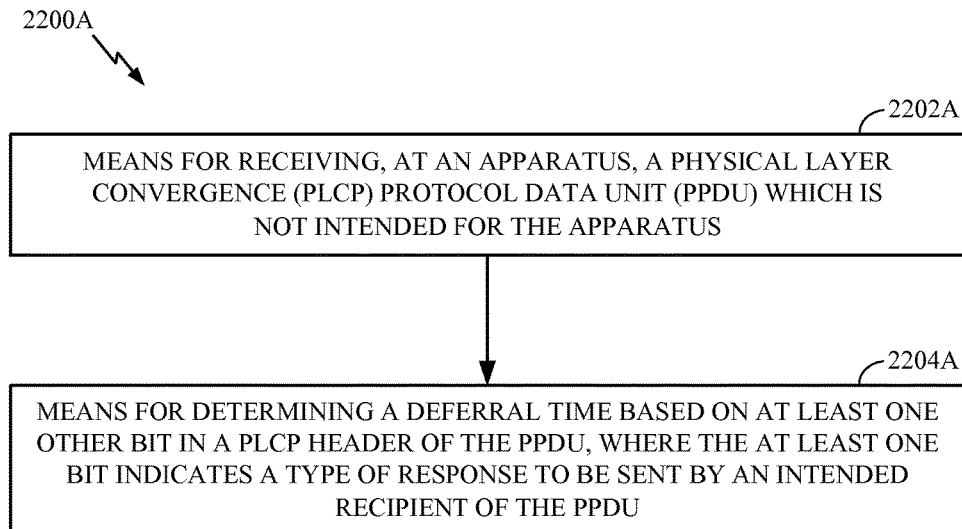 2200A
2202A
MEANS FOR RECEIVING, AT AN APPARATUS, A PHYSICAL LAYER
CONVERGENCE (PLCP) PROTOCOL DATA UNIT (PPDU) WHICH IS
NOT INTENDED FOR THE APPARATUS
2204A
MEANS FOR DETERMINING A DEFERRAL TIME BASED ON AT LEAST ONE
OTHER BIT IN A PLCP HEADER OF THE PPDU, WHERE THE AT LEAST ONE
BIT INDICATES A TYPE OF RESPONSE TO BE SENT BY AN INTENDED
RECIPIENT OF THE PPDU